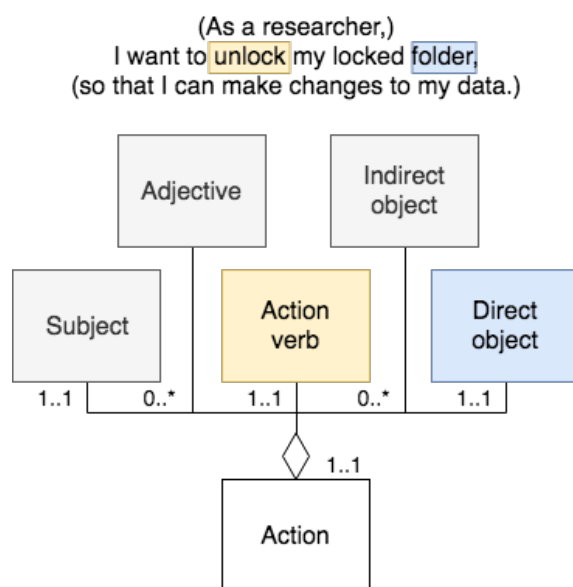 (As a researcher,)
I want to unlock my locked folder,
(so that I can make changes to my data.)
Adjective
Indirect
object
Subject
Action
verb
Direct
object
1..1
0..*
1..1
0..*
1..1
1..1
Action